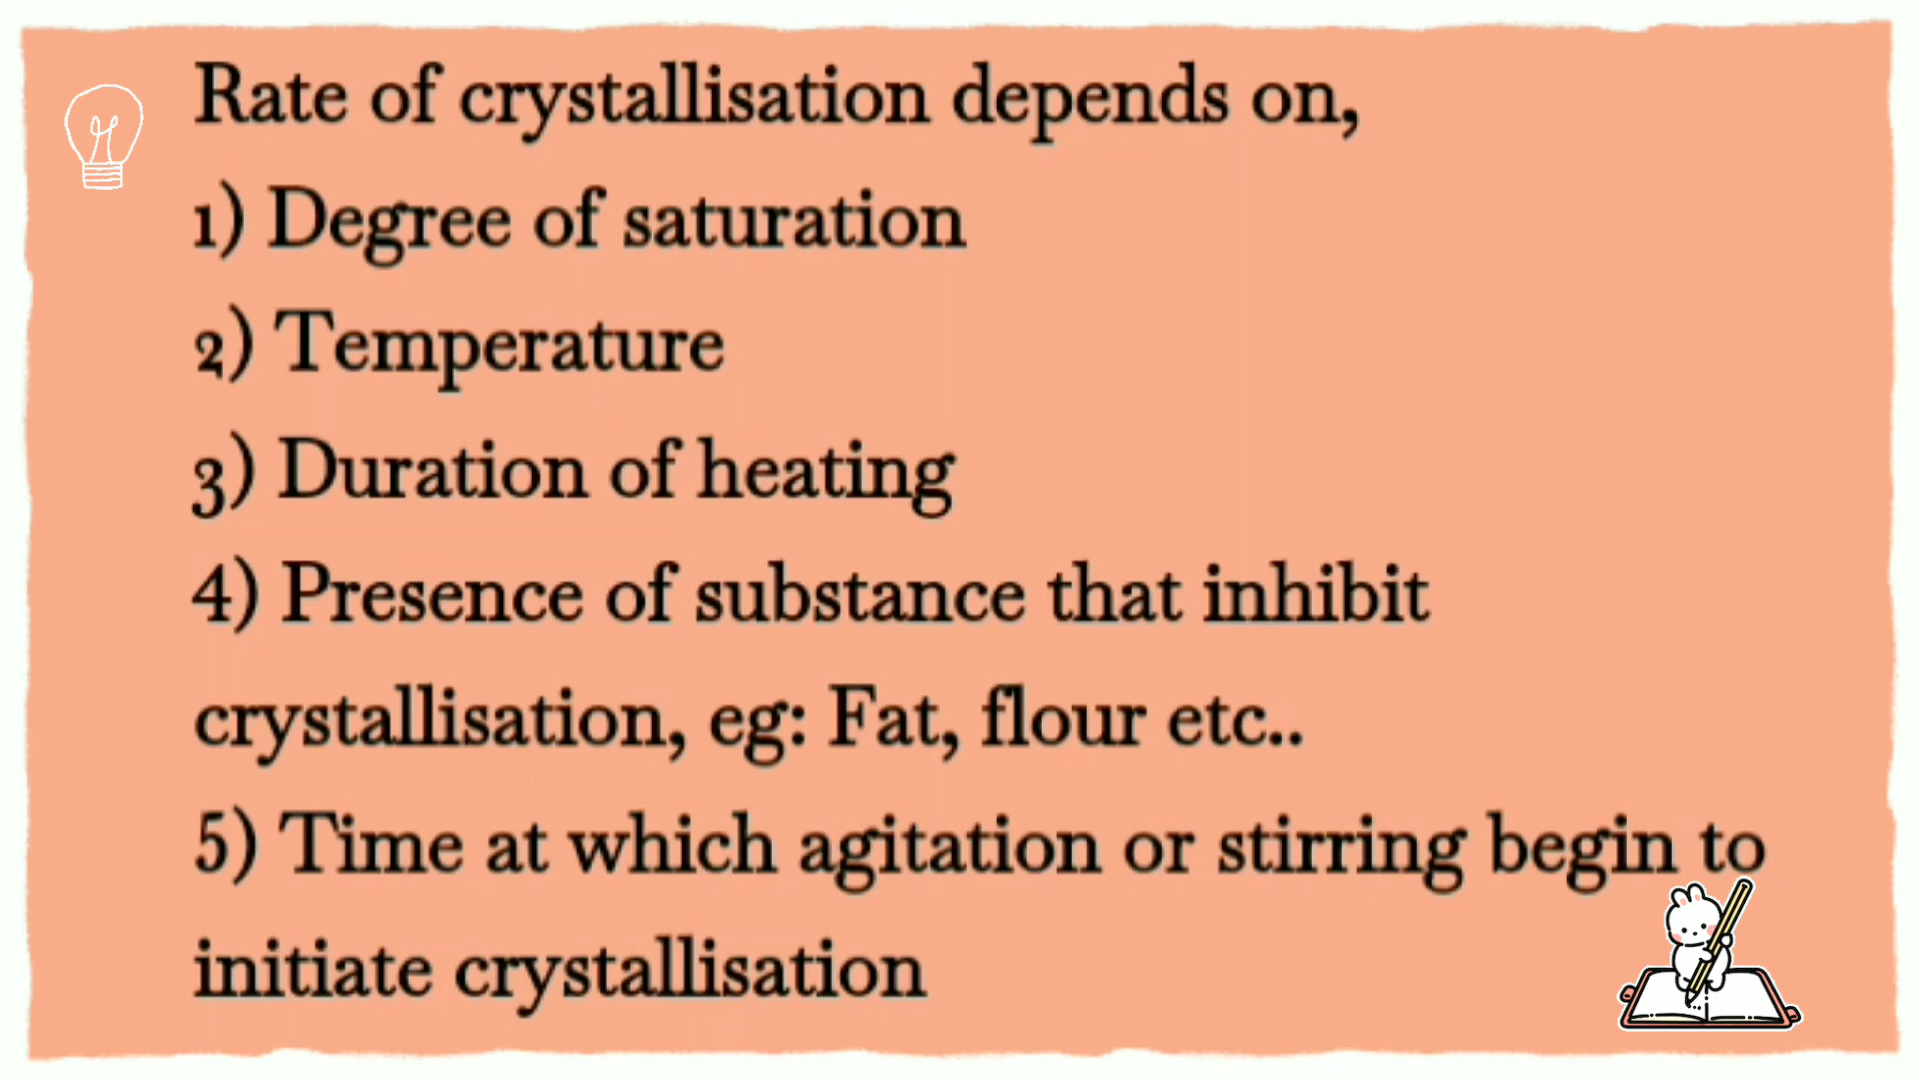 Rate of crystallisation depends on,
1) Degree of saturation
2) Temperature
3) Duration of heating
4) Presence of substance that inhibit
crystallisation, eg: Fat, flour etc..
5) Time at which agitation or stirring begin to
initiate crystallisation